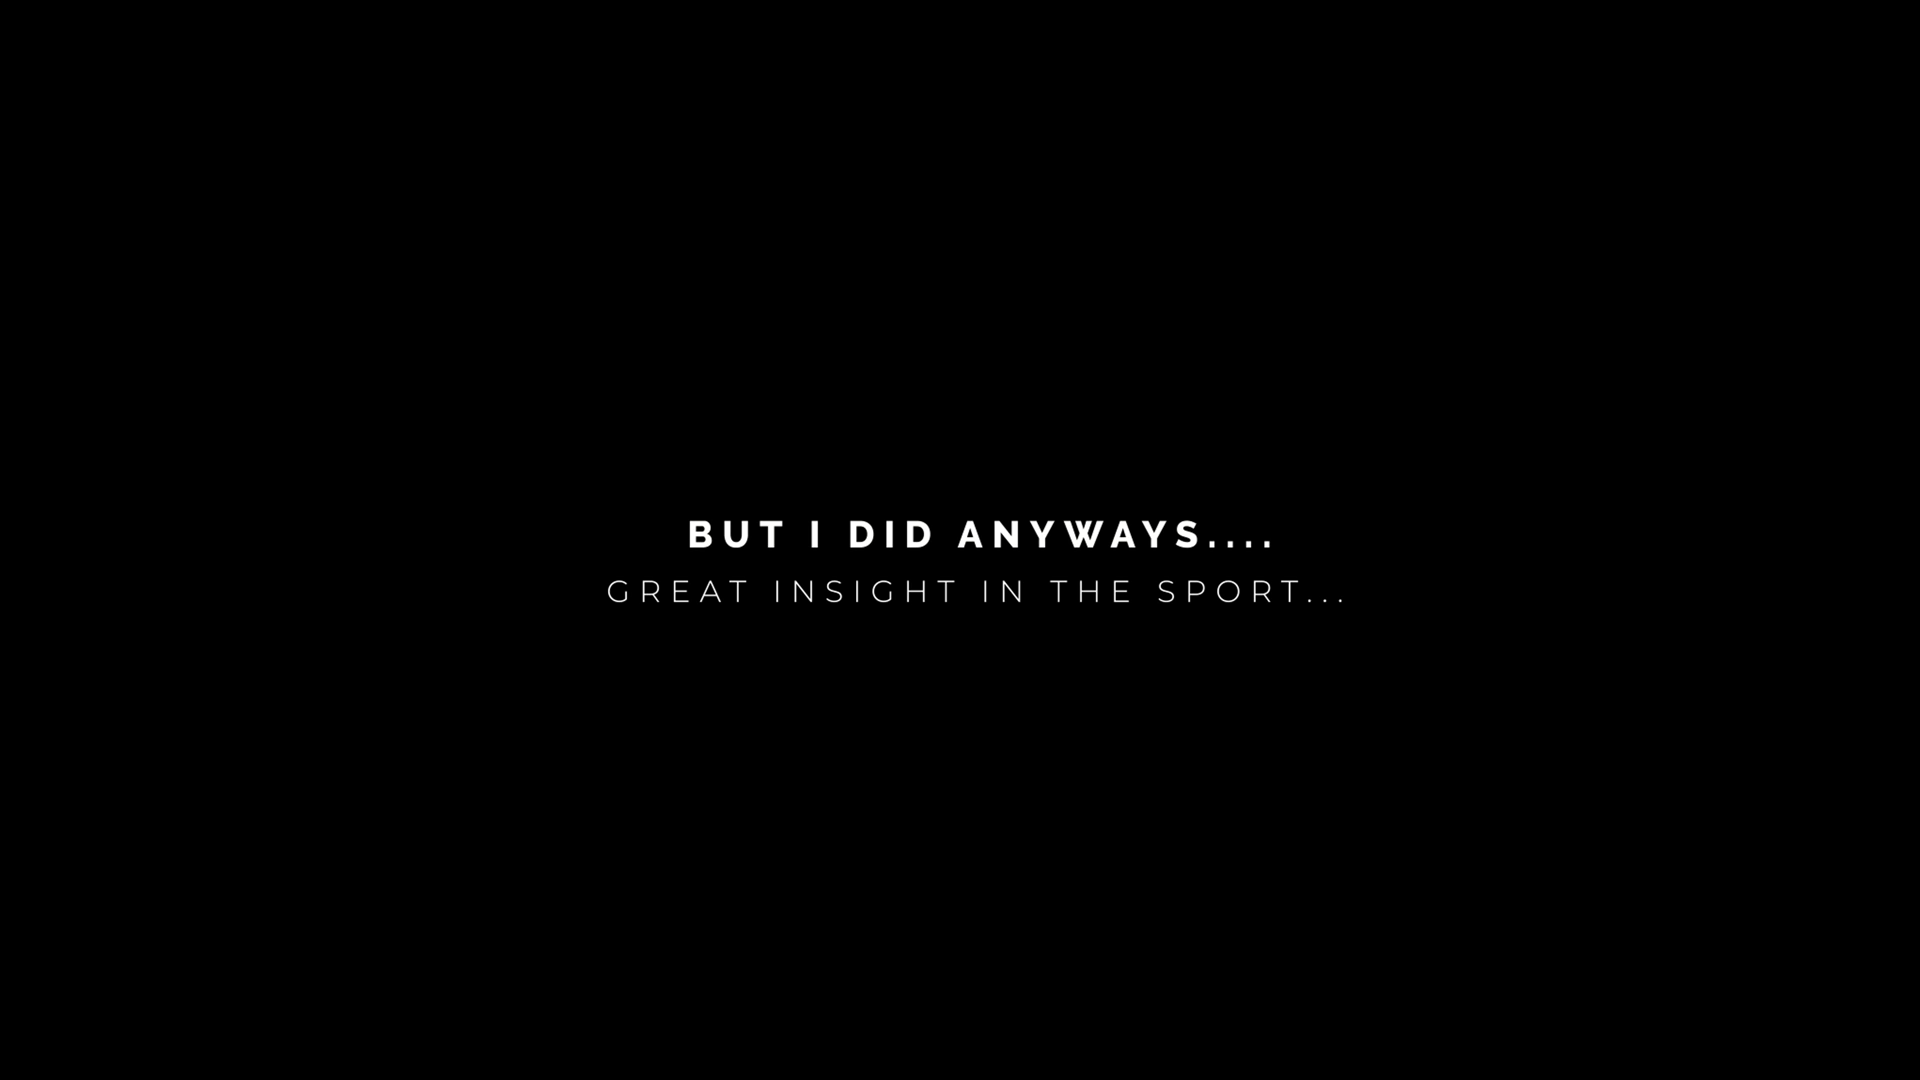 BUT I DID ANYWAYS....
GREAT INSIGHT IN THE SPORT...